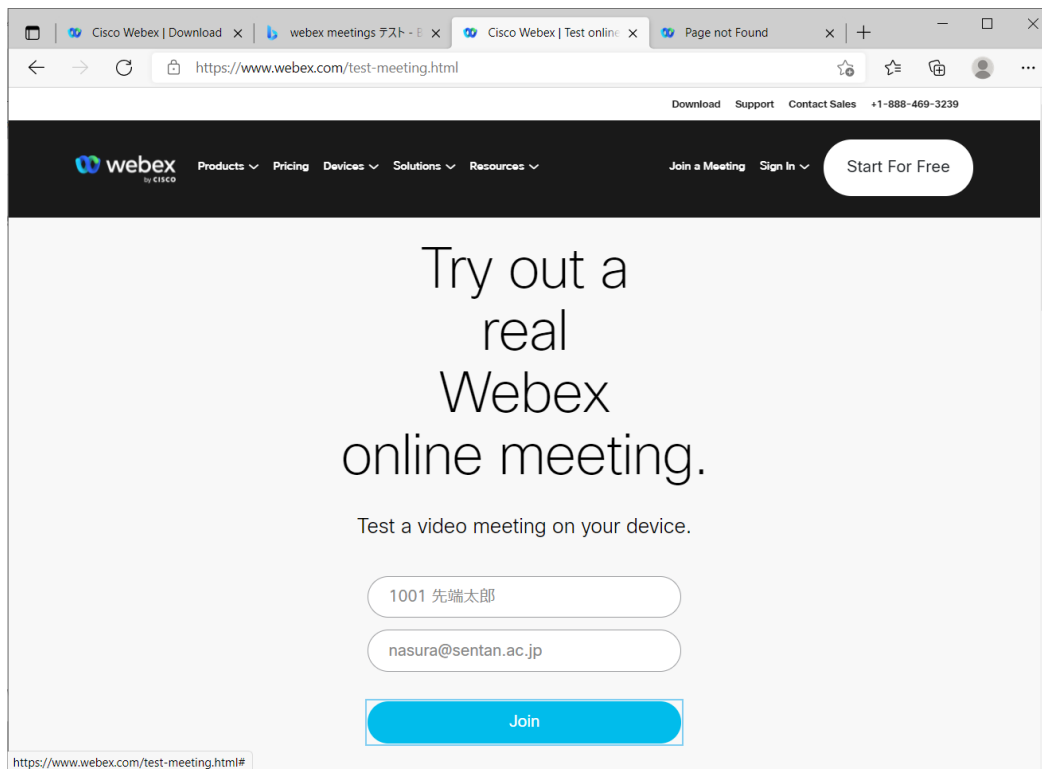 Cisco Webex | Download
webex meetings テスト - B
Cisco Webex | Test online
Page not Found
https://www.webex.com/test-meeting.html
Download Support Contact Sales +1-888-469-3239
webex
by CISCO
Products Pricing Devices Solutions Resources
Join a Meeting Sign In Start For Free
Try out a
real
Webex
online meeting.
Test a video meeting on your device.
1001 先端太郎
nasura@sentan.ac.jp
Join
https://www.webex.com/test-meeting.html#